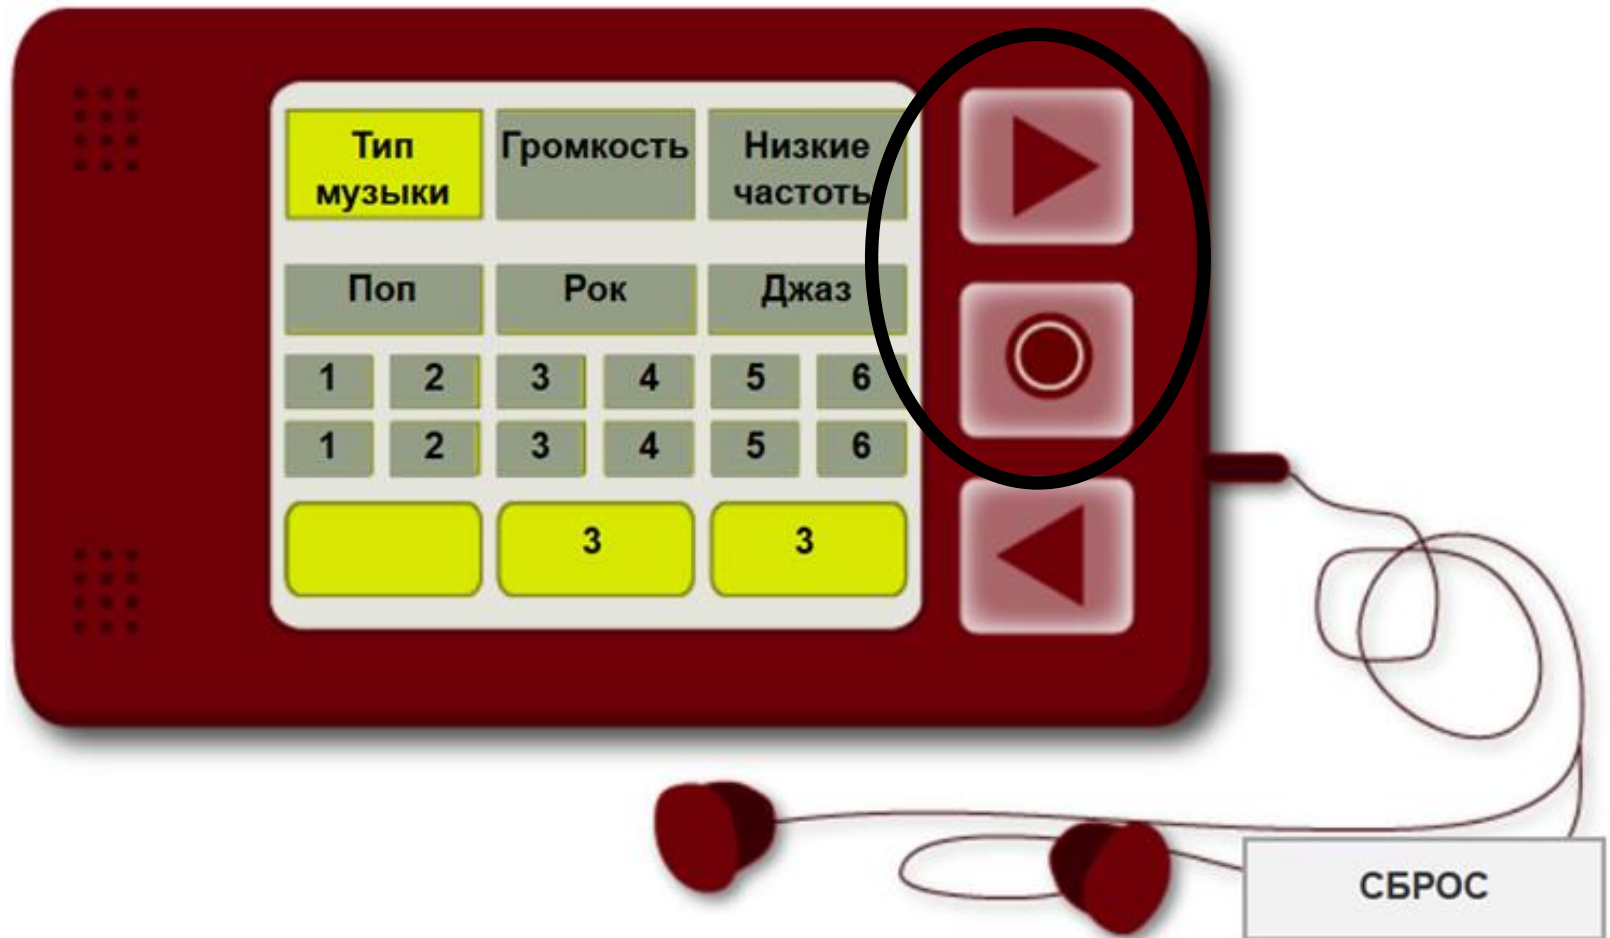 Тип музыки
Громкость
Низкие частоты
Поп Рок Джаз
1 2 3 4 5 6
1 2 3 4 5 6
3 3
СБРОС